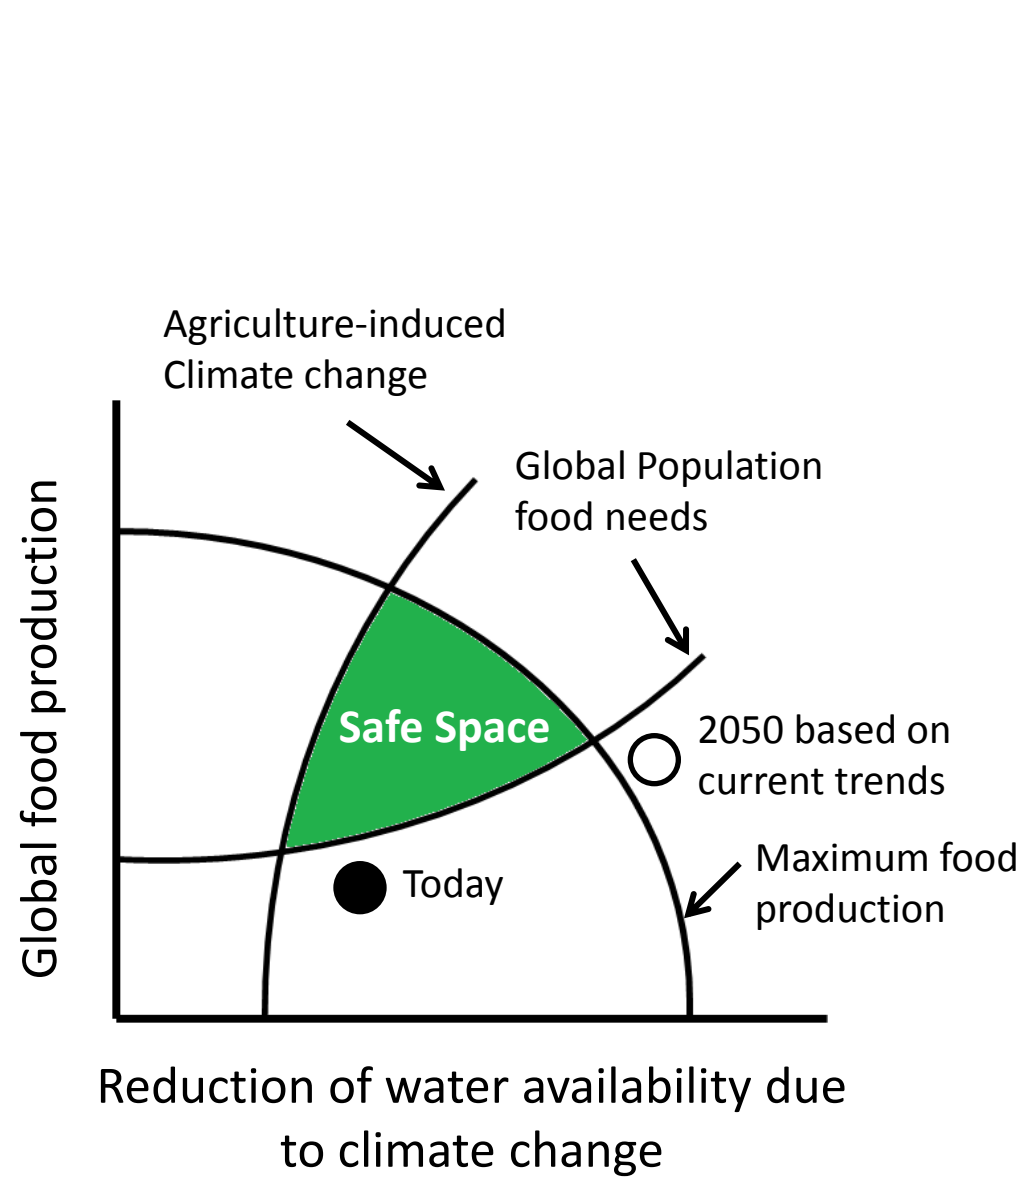 Agriculture-induced
Climate change
Global Population
food needs
Global food production
Safe Space
2050 based on
current trends
Maximum food
production
Today
Reduction of water availability due
to climate change